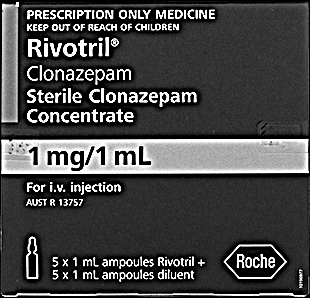 PRESCRIPTION ONLY MEDICINE
KEEP OUT OF REACH OF CHILDREN
Rivotril®
Clonazepam
Sterile Clonazepam
Concentrate
1 mg/1 mL
For i.v. injection
AUST R 13757
5 x 1 mL ampoules Rivotril +
5 x 1 mL ampoules diluent
Roche